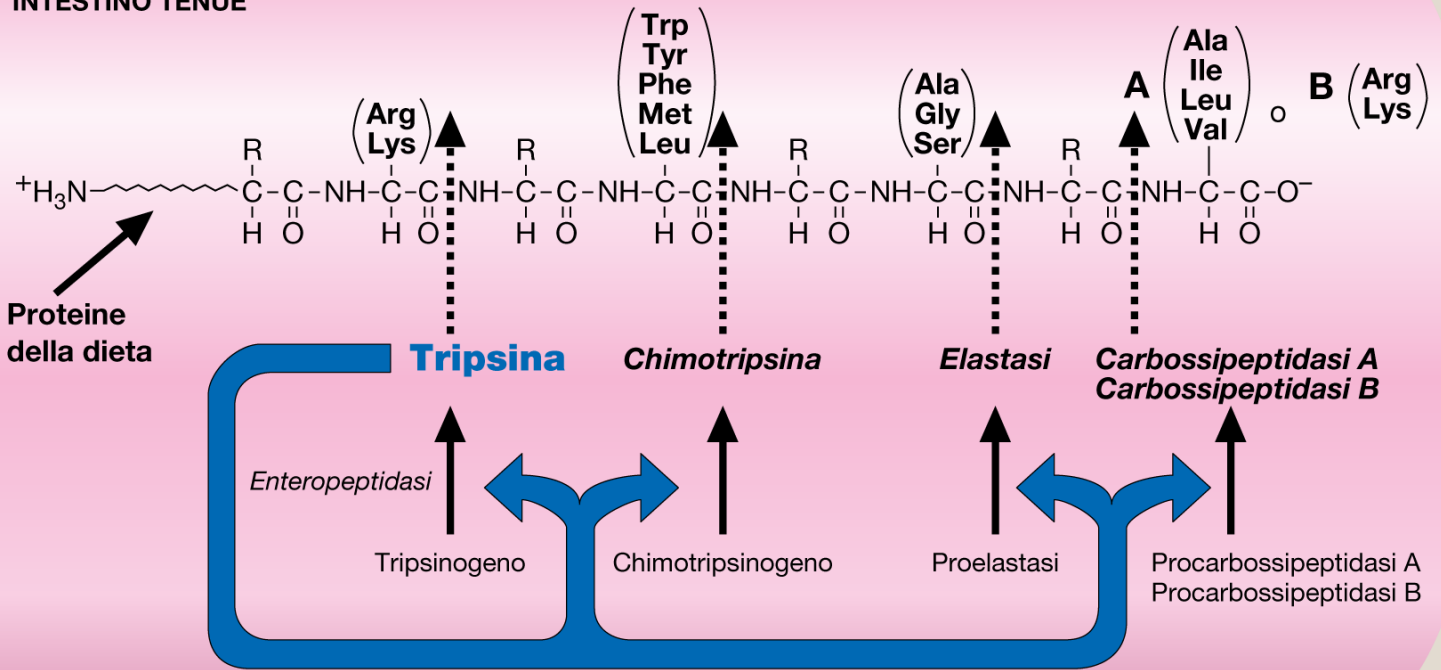 INTESTINO TENUE
Trp
Tyr
Phe
Met
Leu
Arg
Lys
Ala
Gly
Ser
A
Ala
Ile
Leu
Val
o
B
Arg
Lys
R R R R
⁺H₃N C–C–NH–C–C–NH–C–C–NH–C–C–NH–C–C–NH–C–C–NH–C–C–NH–C–C–O⁻
H O H O H O H O H O H O H O H O
Proteine
della dieta
Tripsina
Chimotripsina
Elastasi
Carbossipeptidasi A
Carbossipeptidasi B
Enteropeptidasi
Tripsinogeno
Chimotripsinogeno
Proelastasi
Procarbossipeptidasi A
Procarbossipeptidasi B